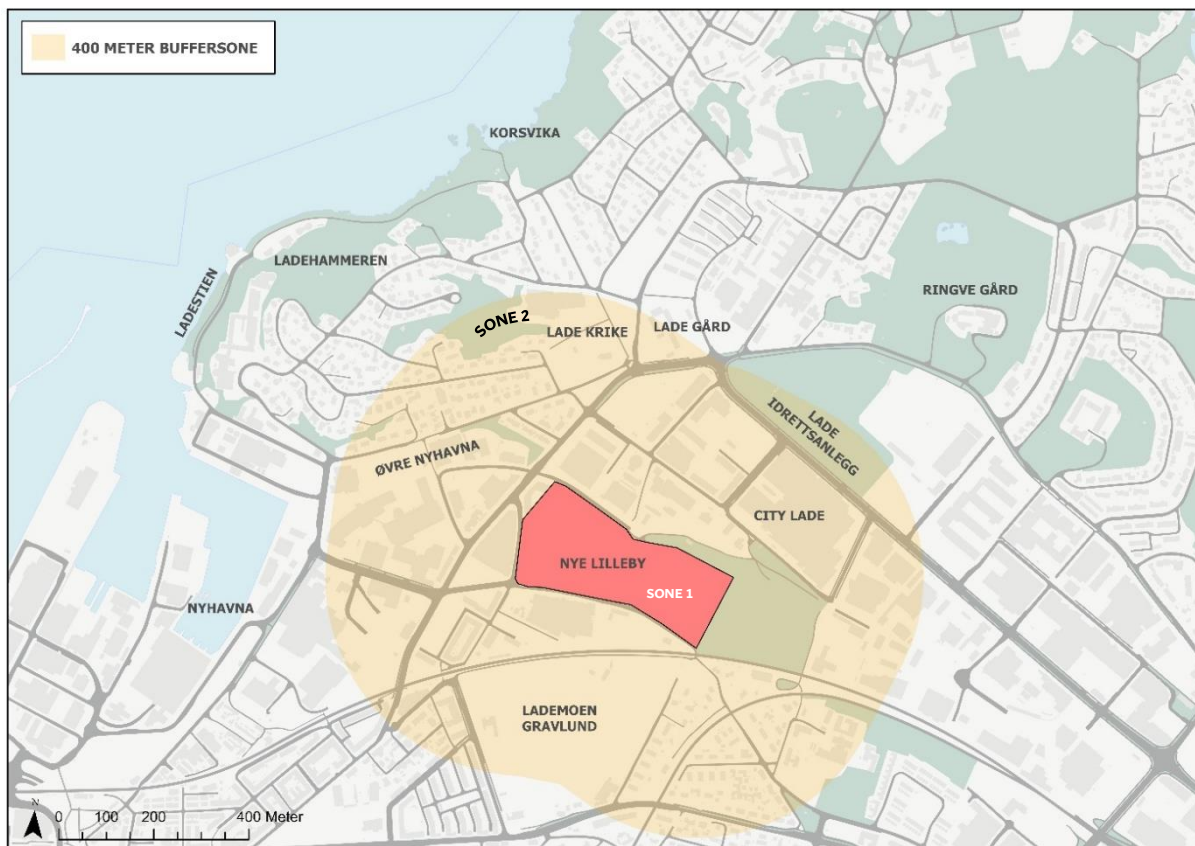 400 METER BUFFERSONE
KORSVIKA
LADEHAMMEREN
LADESTIEN
RINGVE GÅRD
SONE 2
LADE KRIKE
LADE GÅRD
LADE
IDRETTSANLEGG
ØVRE NYHAVNA
CITY LADE
NYE LILLEBY
SONE 1
NYHAVNA
LADEMOEN
GRAVLUND
N
0 100 200 400 Meter